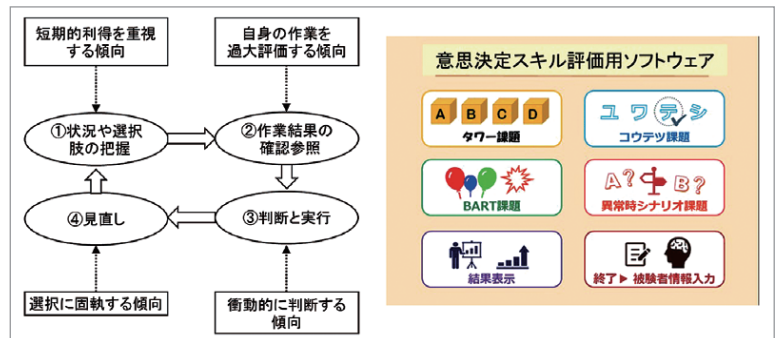 短期的利得を重視
する傾向
自身の作業を
過大評価する傾向
①状況や選択
肢の把握
②作業結果の
確認参照
④見直し
③判断と実行
選択に固執する傾向
衝動的に判断する
傾向
意思決定スキル評価用ソフトウェア
A B C D
タワー課題
ユ ワ テ シ
コウテツ課題
BART課題
A? B?
異常時シナリオ課題
結果表示
終了▶ 被験者情報入力